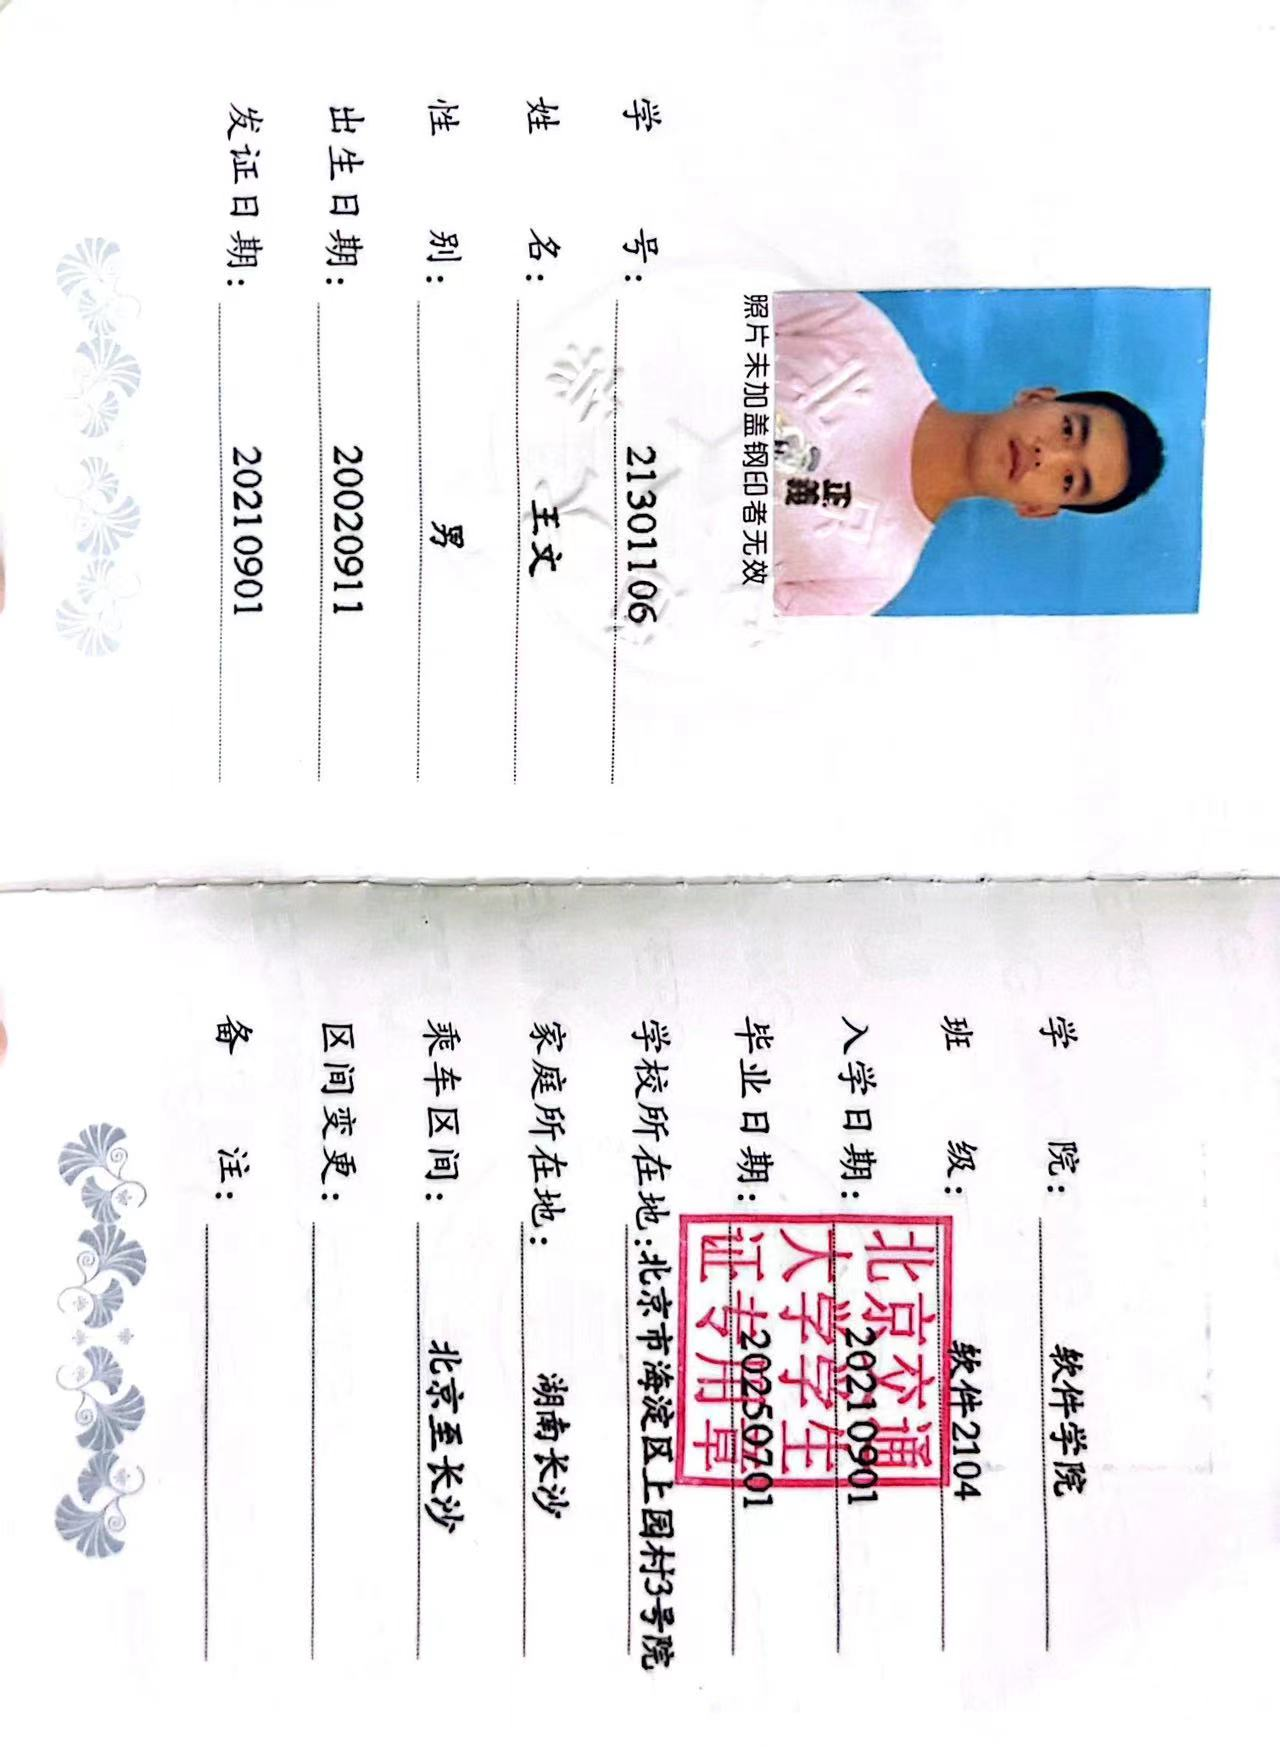 照片未加盖钢印者无效
学 号: 21301106
姓 名: 王文
性 别: 男
出生日期: 20020911
发证日期: 20210901
学 院: 软件学院
班 级: 软件2104
入学日期: 20210901
毕业日期: 20250701
学校所在地: 北京市海淀区上园村3号院
家庭所在地: 湖南长沙
乘车区间: 北京至长沙
区间变更:
备 注:
北京交通
大学学生
证专用章
正義